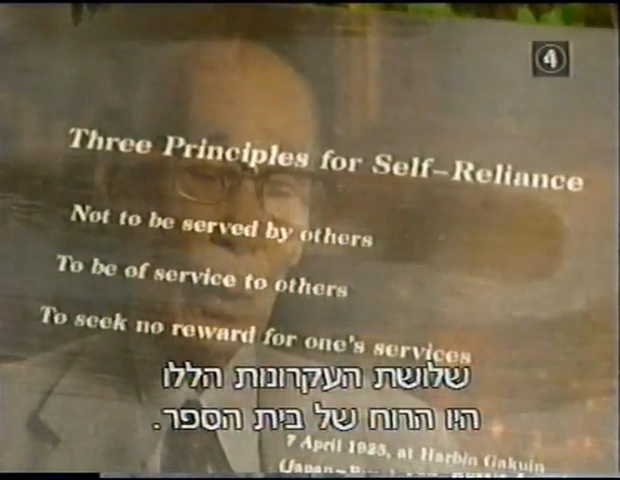 4
Three Principles for Self-Reliance
Not to be served by others
To be of service to others
To seek no reward for one's services
שלושת העקרונות הללו
היו הרוח של בית הספר.
7 April 1925, at Harbin Gakuin
(Japan-